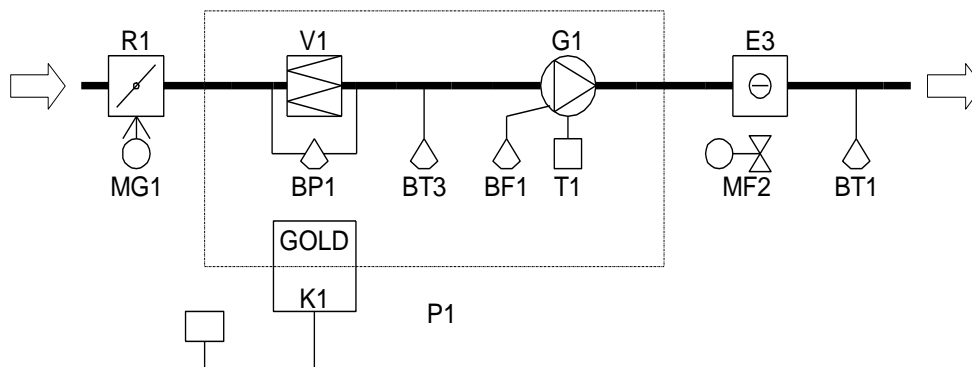 R1 V1 G1 E3
MG1 BP1 BT3 BF1 T1 MF2 BT1
GOLD
K1 P1